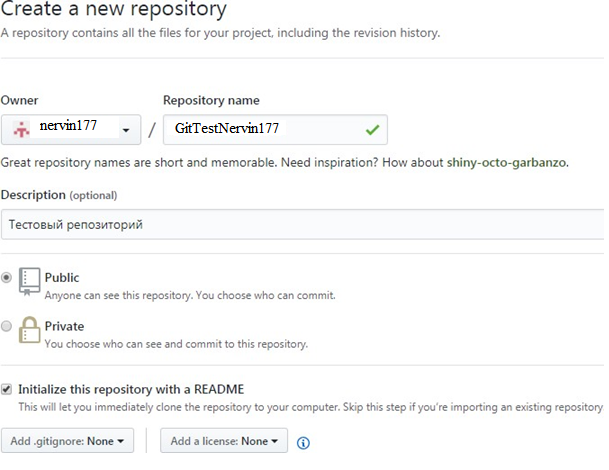 Create a new repository
A repository contains all the files for your project, including the revision history.
Owner
Repository name
nervin177
/
GitTestNervin177
Great repository names are short and memorable. Need inspiration? How about shiny-octo-garbanzo.
Description (optional)
Тестовый репозиторий
Public
Anyone can see this repository. You choose who can commit.
Private
You choose who can see and commit to this repository.
Initialize this repository with a README
This will let you immediately clone the repository to your computer. Skip this step if you're importing an existing repository
Add .gitignore: None
Add a license: None